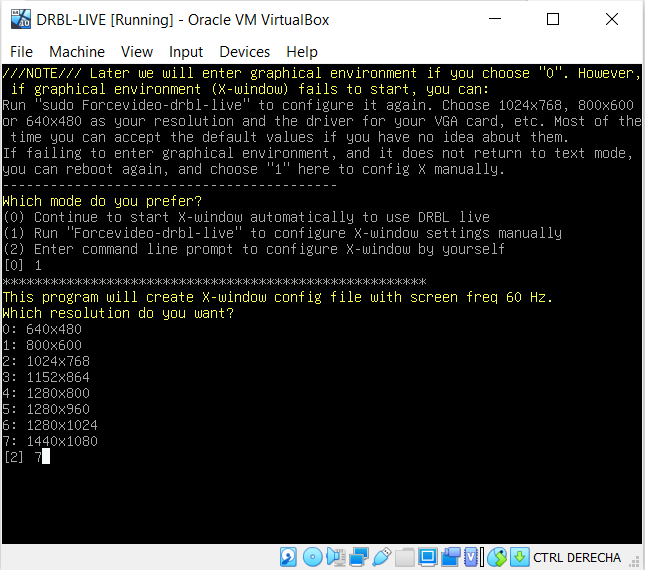 DRBL-LIVE [Running] - Oracle VM VirtualBox
File Machine View Input Devices Help
///NOTE/// Later we will enter graphical environment if you choose "0". However,
if graphical environment (X-window) fails to start, you can:
Run "sudo Forcevideo-drbl-live" to configure it again. Choose 1024x768, 800x600
or 640x480 as your resolution and the driver for your VGA card, etc. Most of the
time you can accept the default values if you have no idea about them.
If failing to enter graphical environment, and it does not return to text mode,
you can reboot again, and choose "1" here to config X manually.
------------------------------------------
Which mode do you prefer?
(0) Continue to start X-window automatically to use DRBL live
(1) Run "Forcevideo-drbl-live" to configure X-window settings manually
(2) Enter command line prompt to configure X-window by yourself
[0] 1
*****************************************************
This program will create X-window config file with screen freq 60 Hz.
Which resolution do you want?
0: 640x480
1: 800x600
2: 1024x768
3: 1152x864
4: 1280x800
5: 1280x960
6: 1280x1024
7: 1440x1080
[2] 7
CTRL DERECHA